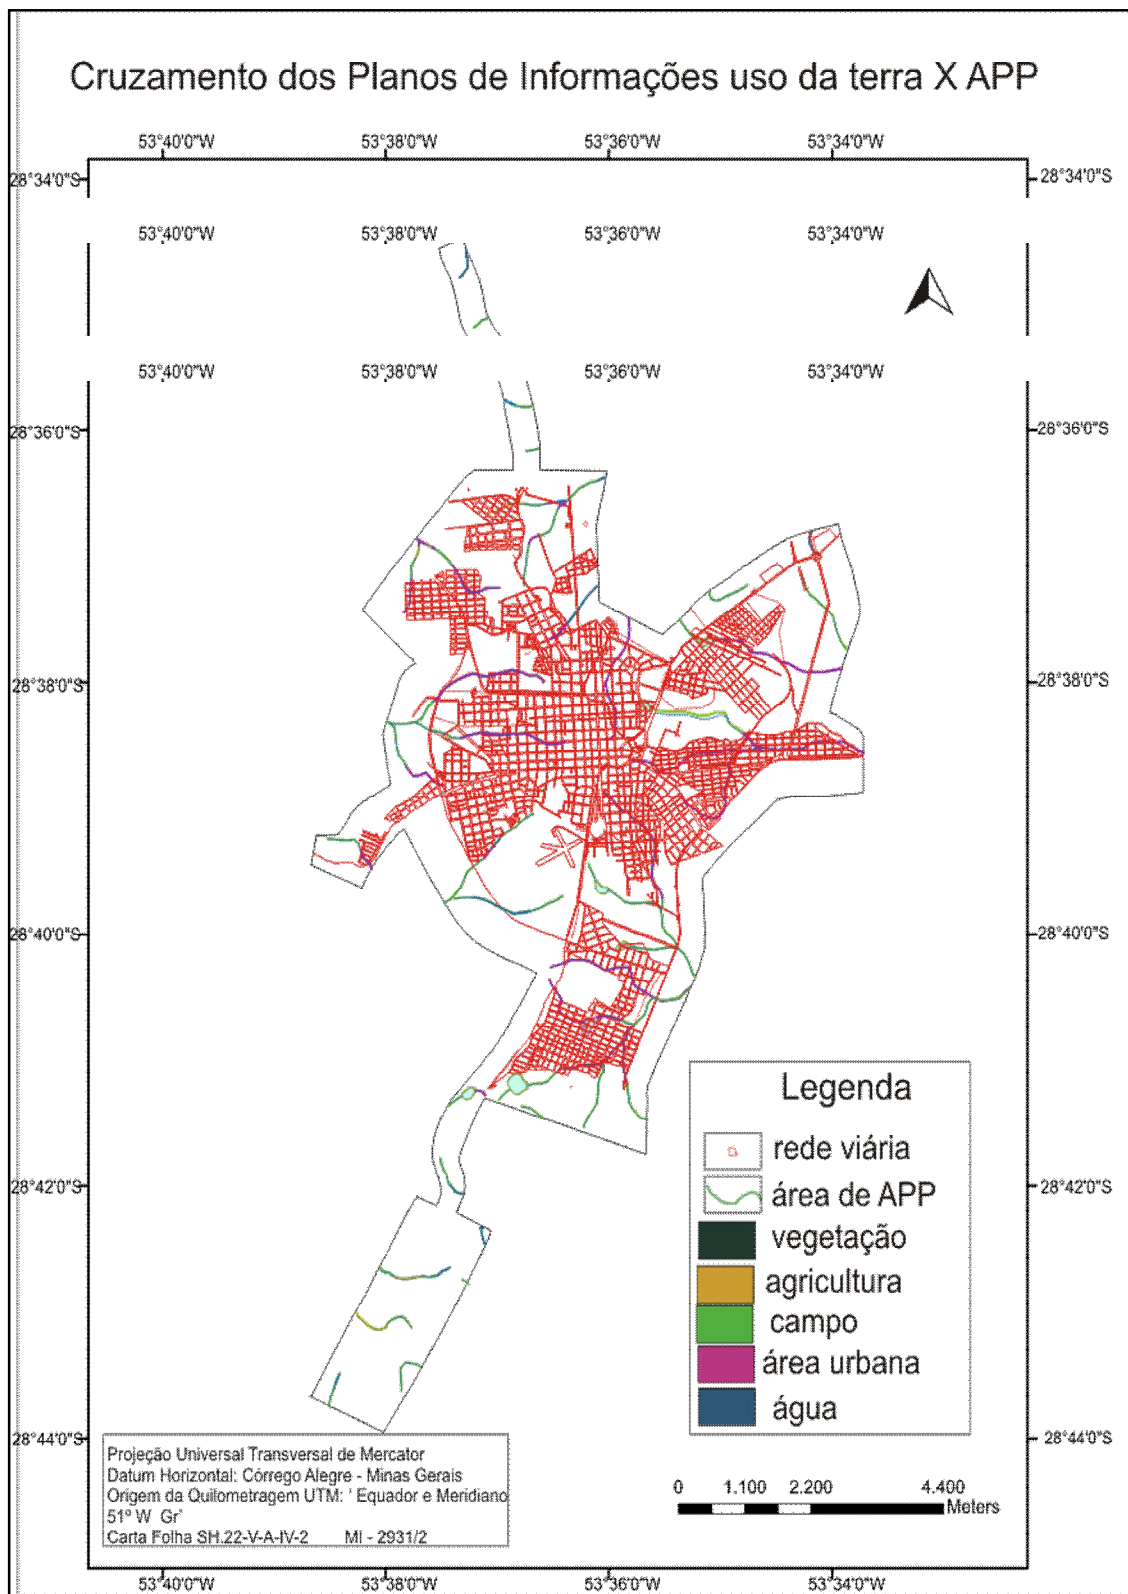 Cruzamento dos Planos de Informações uso da terra X APP
53°40'0"W 53°38'0"W 53°36'0"W 53°34'0"W
28°34'0"S 28°34'0"S
53°40'0"W 53°38'0"W 53°36'0"W 53°34'0"W
53°40'0"W 53°38'0"W 53°36'0"W 53°34'0"W
28°36'0"S 28°36'0"S
28°38'0"S 28°38'0"S
28°40'0"S 28°40'0"S
Legenda
rede viária
área de APP
28°42'0"S 28°42'0"S
vegetação
agricultura
campo
área urbana
água
28°44'0"S 28°44'0"S
Projeção Universal Transversal de Mercator
Datum Horizontal: Córrego Alegre - Minas Gerais
Origem da Quilometragem UTM: ' Equador e Meridiano
51º W Gr'
Carta Folha SH.22-V-A-IV-2 MI - 2931/2
0 1.100 2.200 4.400
Meters
53°40'0"W 53°38'0"W 53°36'0"W 53°34'0"W